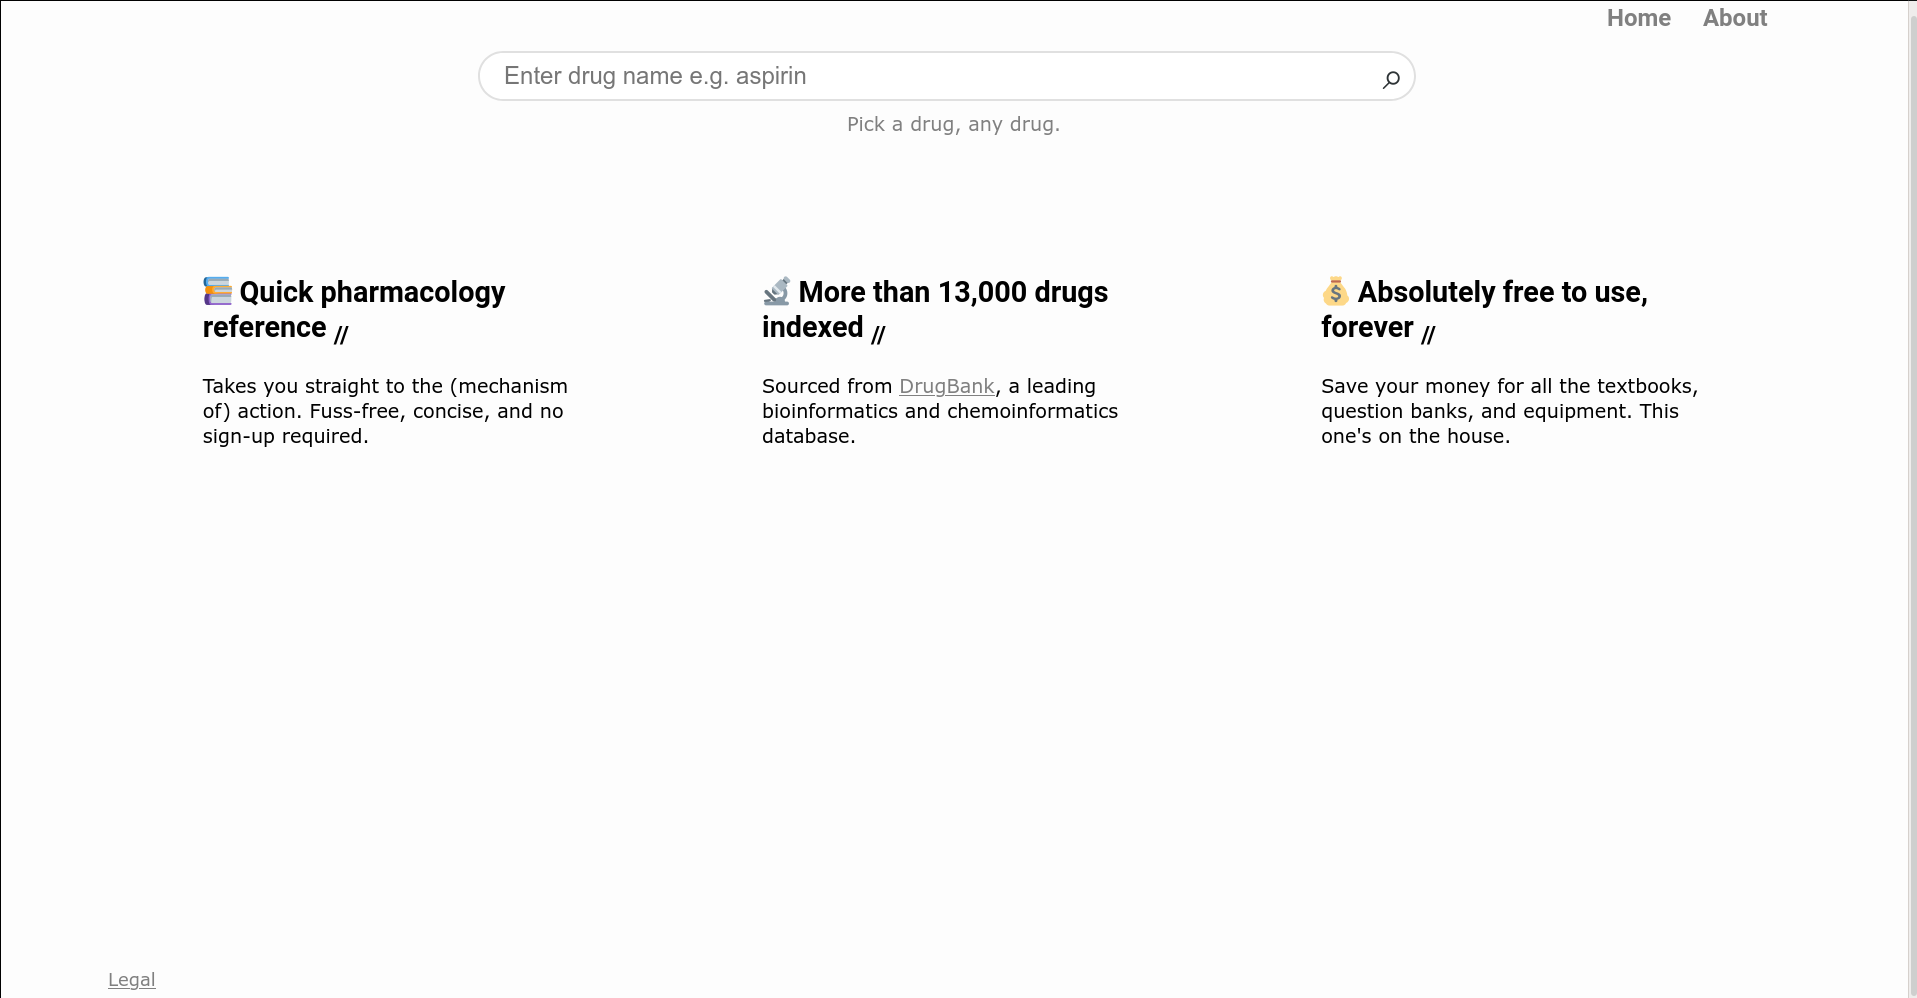 Home About
Enter drug name e.g. aspirin
Pick a drug, any drug.
Quick pharmacology
reference //
Takes you straight to the (mechanism
of) action. Fuss-free, concise, and no
sign-up required.
More than 13,000 drugs
indexed //
Sourced from DrugBank, a leading
bioinformatics and chemoinformatics
database.
Absolutely free to use,
forever //
Save your money for all the textbooks,
question banks, and equipment. This
one's on the house.
Legal